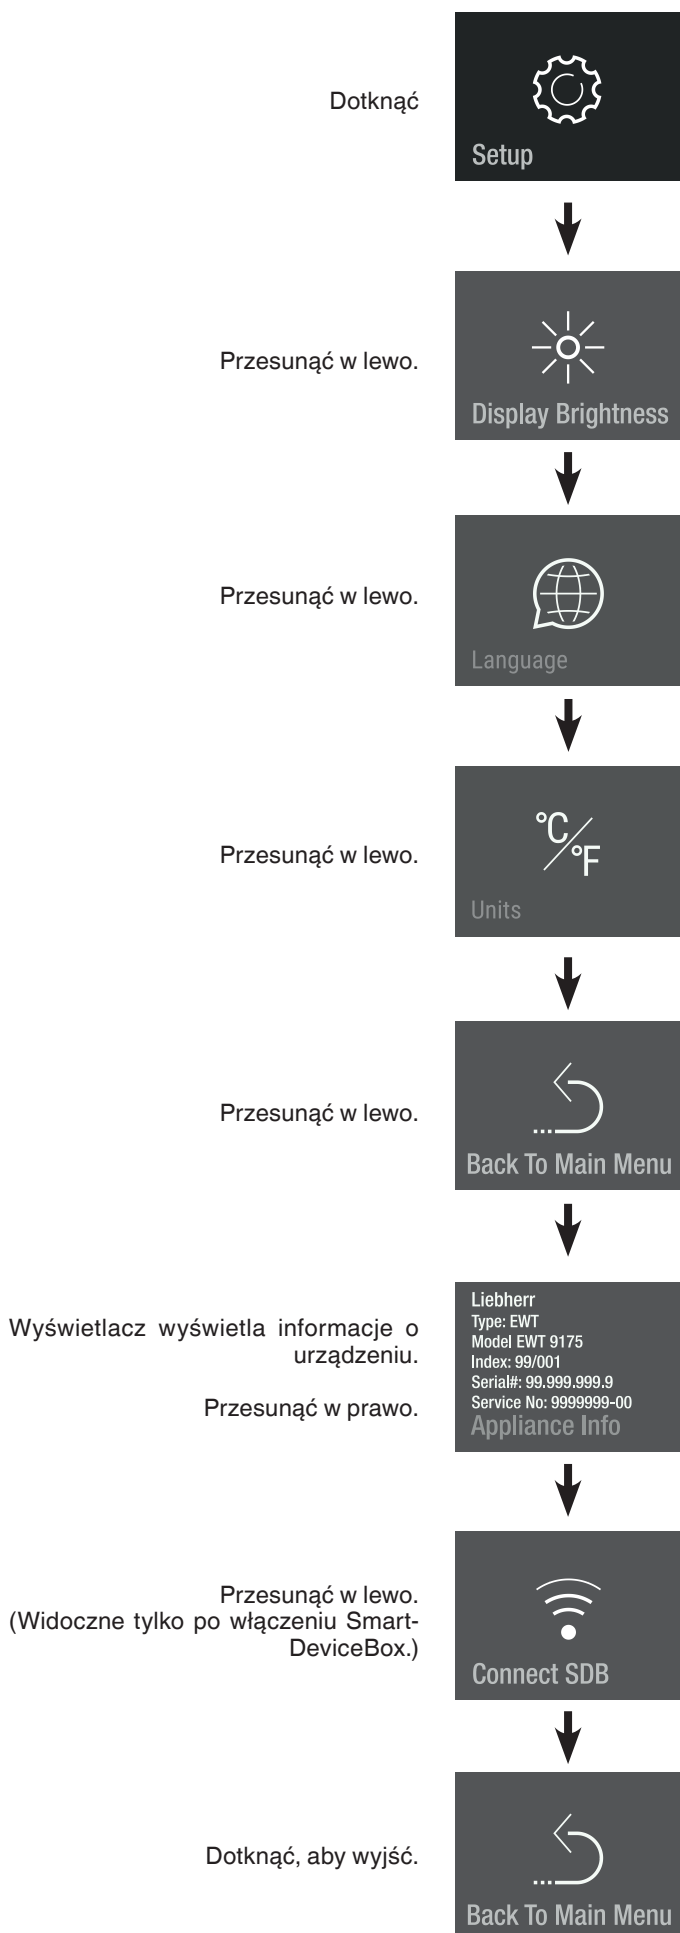 Dotknąć
Setup
Przesunąć w lewo.
Display Brightness
Przesunąć w lewo.
Language
Przesunąć w lewo.
°C/°F
Units
Przesunąć w lewo.
Back To Main Menu
Wyświetlacz wyświetla informacje o
urządzeniu.
Przesunąć w prawo.
Liebherr
Type: EWT
Model EWT 9175
Index: 99/001
Serial#: 99.999.999.9
Service No: 9999999-00
Appliance Info
Przesunąć w lewo.
(Widoczne tylko po włączeniu Smart-
DeviceBox.)
Connect SDB
Dotknąć, aby wyjść.
Back To Main Menu